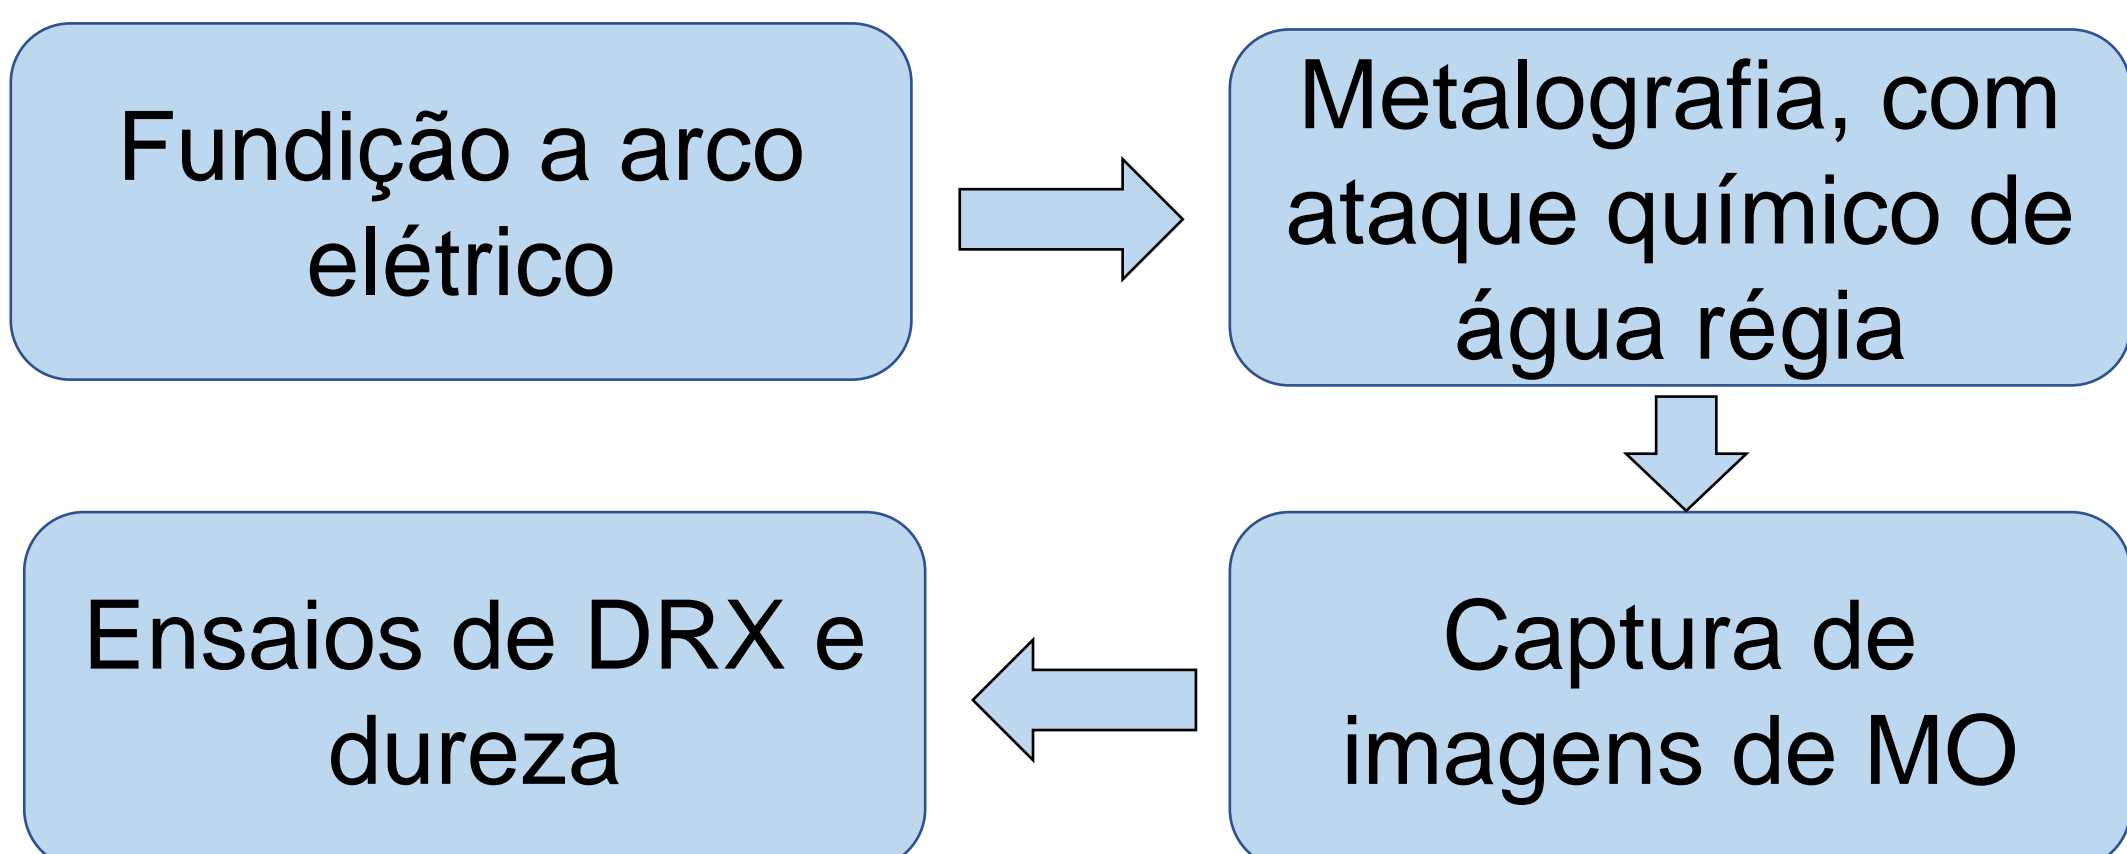 Fundição a arco
elétrico
Metalografia, com
ataque químico de
água régia
Captura de
imagens de MO
Ensaios de DRX e
dureza